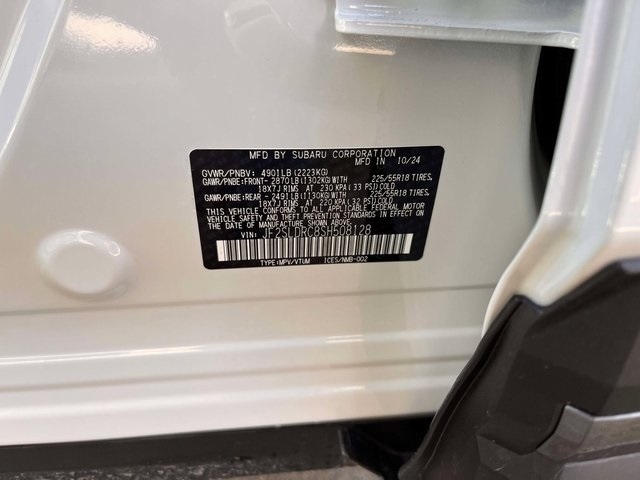 MFD BY SUBARU CORPORATION
MFD IN 10/24
GVWR/PNBV: 4901LB(2223KG)
GAWR/PNBE:FRONT- 2870LB(1302KG)WITH 225/55R18 TIRES,
18X7J RIMS AT 230 KPA(33 PSI)COLD
GAWR/PNBE:REAR - 2491LB(1130KG)WITH 225/55R18 TIRES,
18X7J RIMS AT 220 KPA(32 PSI)COLD
THIS VEHICLE CONFORMS TO ALL APPLICABLE FEDERAL MOTOR
VEHICLE SAFETY AND THEFT PREVENTION STANDARDS IN EFFECT ON
THE DATE OF MANUFACTURE SHOWN ABOVE.
VIN: JF2SLDRC8SH508128
TYPE:MPV/VTUM ICES/NMB-002